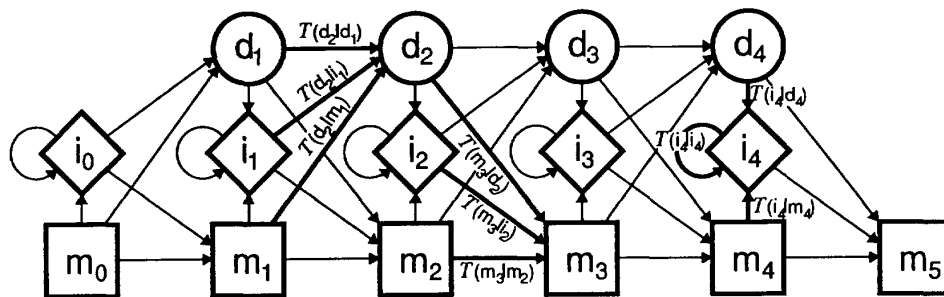 d₁ T(d₂|d₁) d₂ d₃ d₄
T(d₂|i₁)
T(d₂|m₁)
T(i₄|d₄)
i₀ i₁ i₂ i₃ T(i₄|i₄) i₄
T(m₃|d₂)
T(m₃|i₂)
T(i₄|m₄)
m₀ m₁ m₂ T(m₃|m₂) m₃ m₄ m₅